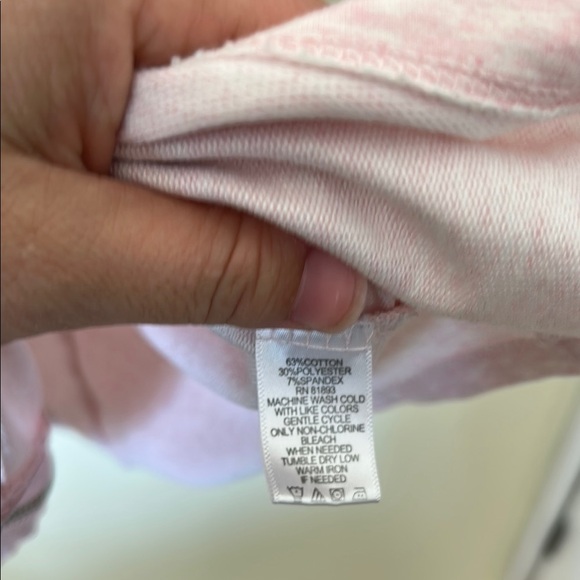 63%COTTON
30%POLYESTER
7%SPANDEX
RN 81893
MACHINE WASH COLD
WITH LIKE COLORS
GENTLE CYCLE
ONLY NON-CHLORINE
BLEACH
WHEN NEEDED
TUMBLE DRY LOW
WARM IRON
IF NEEDED